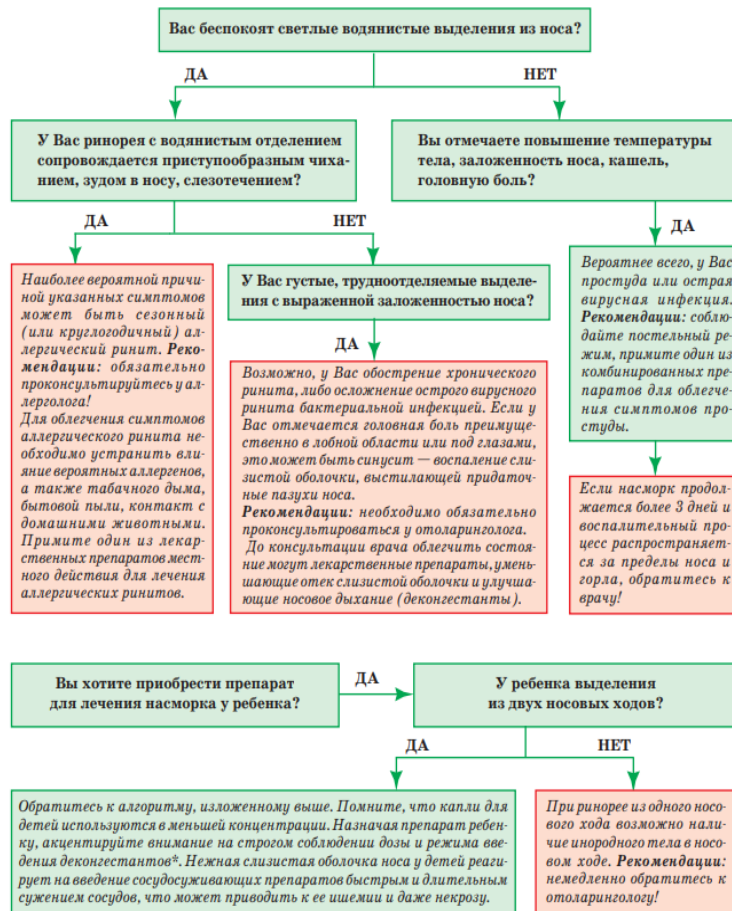 Вас беспокоят светлые водянистые выделения из носа?
ДА
НЕТ
У Вас ринорея с водянистым отделением
сопровождается приступообразным чиха-
нием, зудом в носу, слезотечением?
Вы отмечаете повышение температуры
тела, заложенность носа, кашель,
головную боль?
ДА
НЕТ
ДА
Наиболее вероятной причи-
ной указанных симптомов
может быть сезонный
(или круглогодичный) ал-
лергический ринит. Реко-
мендации: обязательно
проконсультируйтесь у ал-
лерголога!
Для облегчения симптомов
аллергического ринита не-
обходимо устранить влия-
яние вероятных аллергенов,
а также табачного дыма,
бытовой пыли, контакт с
домашними животными.
Примите один из лекар-
ственных препаратов мест-
ного действия для лечения
аллергических ринитов.
У Вас густые, трудноотделяемые выделе-
ния с выраженной заложенностью носа?
ДА
Возможно, у Вас обострение хронического
ринита, либо осложнение острого вирусного
ринита бактериальной инфекцией. Если у
Вас отмечается головная боль преимуще-
ственно в лобной области или под глазами,
это может быть синусит — воспаление сли-
зистой оболочки, выстилающей придаточ-
ные пазухи носа.
Рекомендации: необходимо обязательно
проконсультироваться у отоларинголога.
До консультации врача облегчить состоя-
ние могут лекарственные препараты, умень-
шающие отек слизистой оболочки и улучша-
ющие носовое дыхание (деконгестанты).
Вероятнее всего, у Вас
простуда или острая
вирусная инфекция.
Рекомендации: соблю-
дайте постельный ре-
жим, примите один из
комбинированных пре-
паратов для облегче-
ния симптомов про-
студы.
Если насморк продол-
жается более 3 дней и
воспалительный про-
цесс распространяет-
ся за пределы носа и
горла, обратитесь к
врачу!
Вы хотите приобрести препарат
для лечения насморка у ребенка?
ДА
У ребенка выделения
из двух носовых ходов?
ДА
НЕТ
Обратитесь к алгоритму, изложенному выше. Помните, что капли для
детей используются в меньшей концентрации. Назначая препарат ребен-
ку, акцентируйте внимание на строгом соблюдении дозы и режима вве-
дения деконгестантов*. Нежная слизистая оболочка носа у детей реаги-
рует на введение сосудосуживающих препаратов быстрым и длительным
сужением сосудов, что может приводить к ее ишемии и даже некрозу.
При ринорее из одного носо-
вого хода возможно нали-
чие инородного тела в носо-
вом ходе. Рекомендации:
немедленно обратитесь к
отоларингологу!